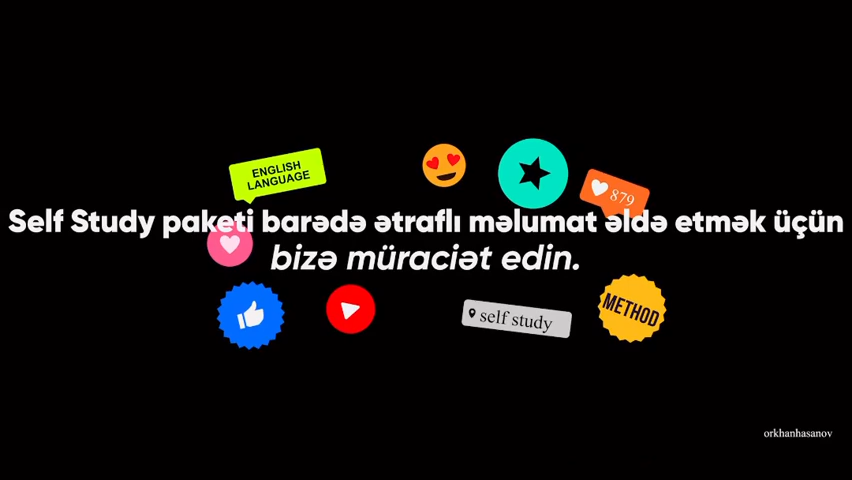 ENGLISH
LANGUAGE
879
Self Study paketi barədə ətraflı məlumat əldə etmək üçün
bizə müraciət edin.
self study
METHOD
orkhanhasanov